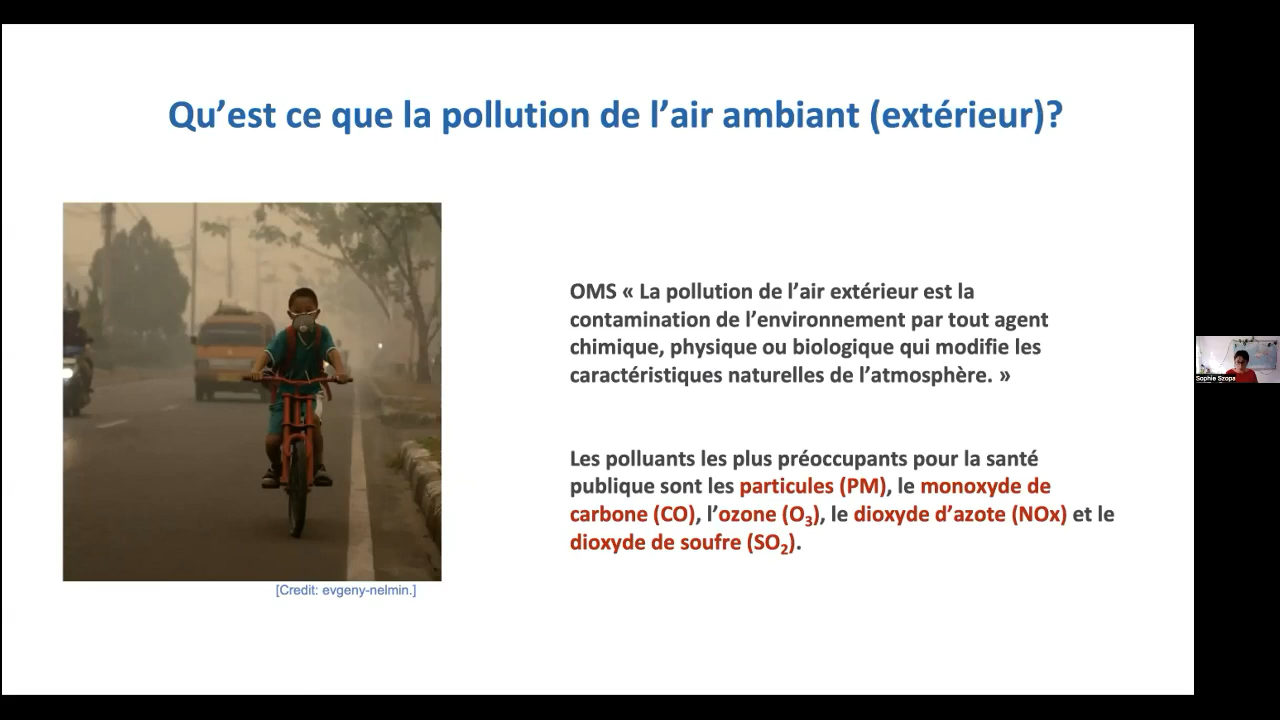 Qu’est ce que la pollution de l’air ambiant (extérieur)?
OMS « La pollution de l’air extérieur est la
contamination de l’environnement par tout agent
chimique, physique ou biologique qui modifie les
caractéristiques naturelles de l’atmosphère. »
Les polluants les plus préoccupants pour la santé
publique sont les particules (PM), le monoxyde de
carbone (CO), l’ozone (O₃), le dioxyde d’azote (NOx) et le
dioxyde de soufre (SO₂).
[Credit: evgeny-nelmin.]
Sophie Szopa